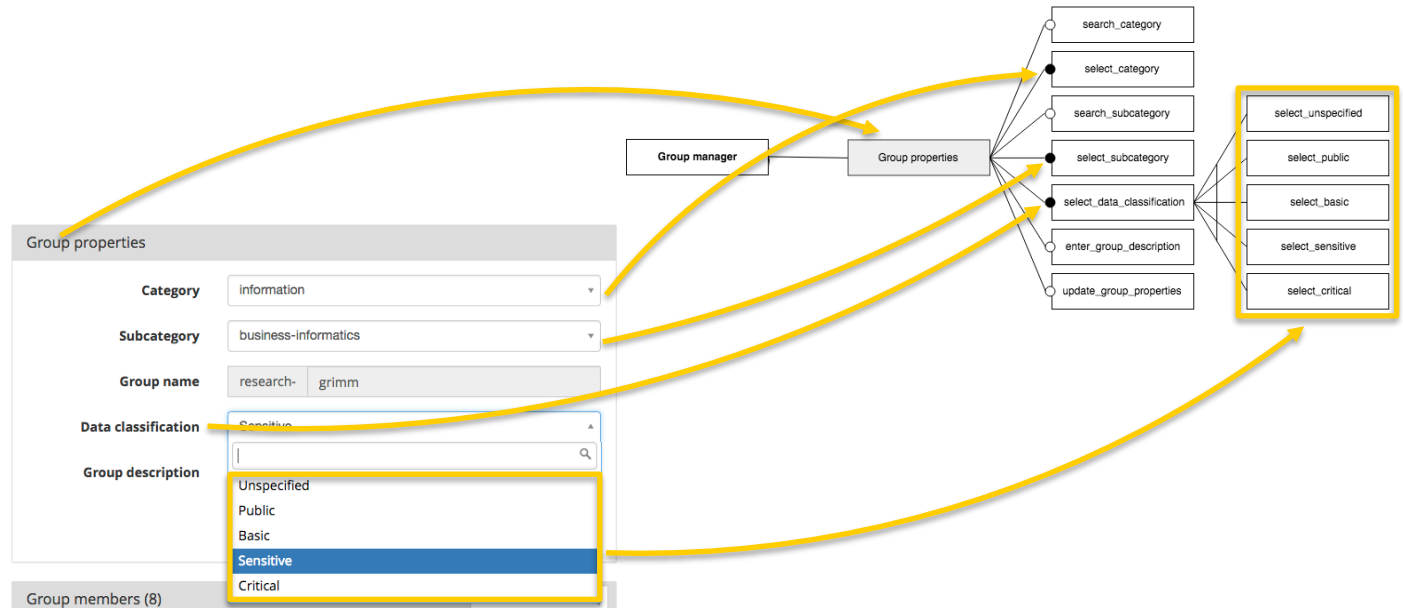 search_category
select_category
search_subcategory
select_subcategory
select_data_classification
enter_group_description
update_group_properties
Group manager
Group properties
select_unspecified
select_public
select_basic
select_sensitive
select_critical
Group properties
Category information
Subcategory business-informatics
Group name research- grimm
Data classification Sensitive
Group description
Unspecified
Public
Basic
Sensitive
Critical
Group members (8)